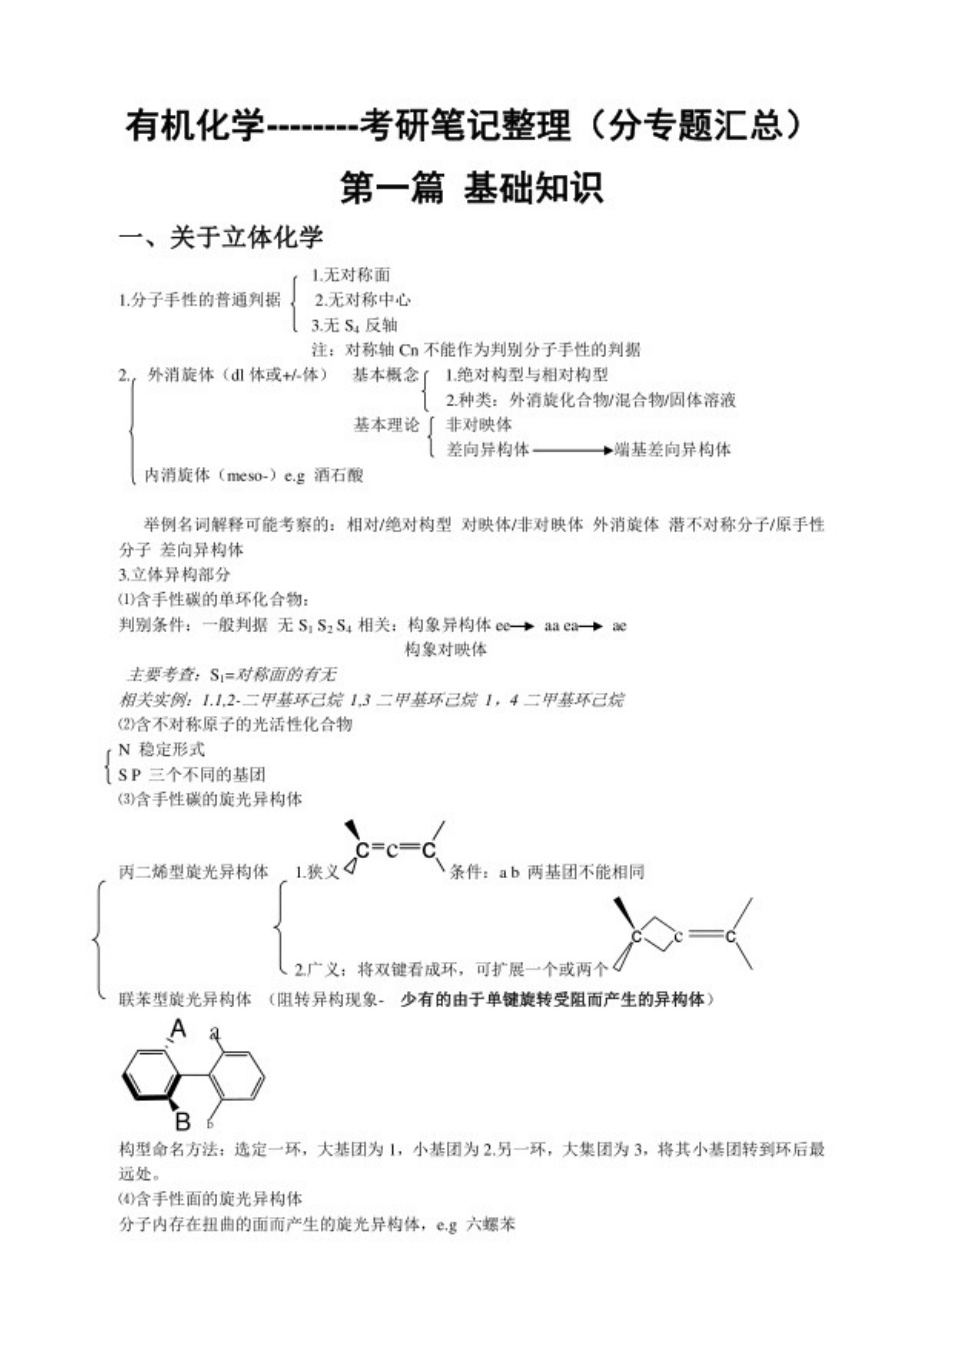 有机化学--------考研笔记整理（分专题汇总）
第一篇 基础知识
一、关于立体化学
1.无对称面
1.分子手性的普通判据 2.无对称中心
3.无 S₄ 反轴
注：对称轴 Cn 不能作为判别分子手性的判据
2. 外消旋体（dl 体或+/-体） 基本概念 1.绝对构型与相对构型
2.种类：外消旋化合物/混合物/固体溶液
基本理论 非对映体
差向异构体 → 端基差向异构体
内消旋体（meso-）e.g 酒石酸
举例名词解释可能考察的：相对/绝对构型 对映体/非对映体 外消旋体 潜不对称分子/原手性
分子 差向异构体
3.立体异构部分
⑴含手性碳的单环化合物：
判别条件：一般判据 无 S₁ S₂ S₄ 相关：构象异构体 ee→ aa ea→ ae
构象对映体
主要考查：S₁=对称面的有无
相关实例：1.1,2-二甲基环己烷 1,3 二甲基环己烷 1，4 二甲基环己烷
⑵含不对称原子的光活性化合物
N 稳定形式
S P 三个不同的基团
⑶含手性碳的旋光异构体
C=C=C
丙二烯型旋光异构体 1.狭义 条件：a b 两基团不能相同
C C C
2.广义：将双键看成环，可扩展一个或两个
联苯型旋光异构体 （阻转异构现象- 少有的由于单键旋转受阻而产生的异构体）
A a
B b
构型命名方法：选定一环，大基团为 1，小基团为 2.另一环，大集团为 3，将其小基团转到环后最
远处。
⑷含手性面的旋光异构体
分子内存在扭曲的面而产生的旋光异构体，e.g 六螺苯